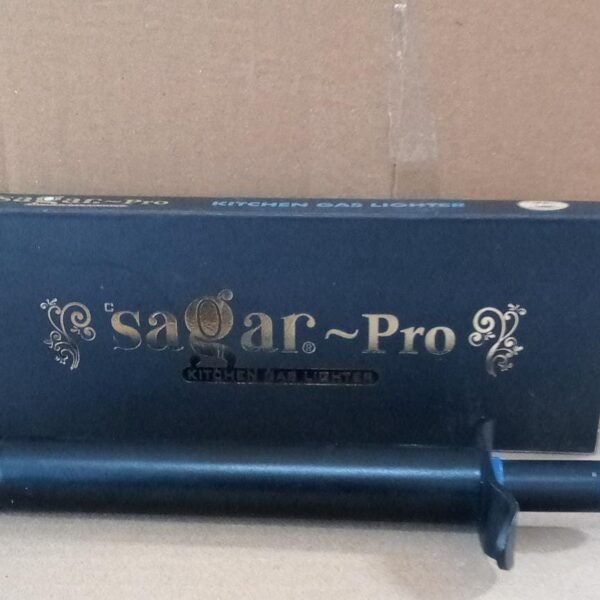 sagar~Pro KITCHEN GAS LIGHTER
c sagar® ~Pro
KITCHEN GAS LIGHTER